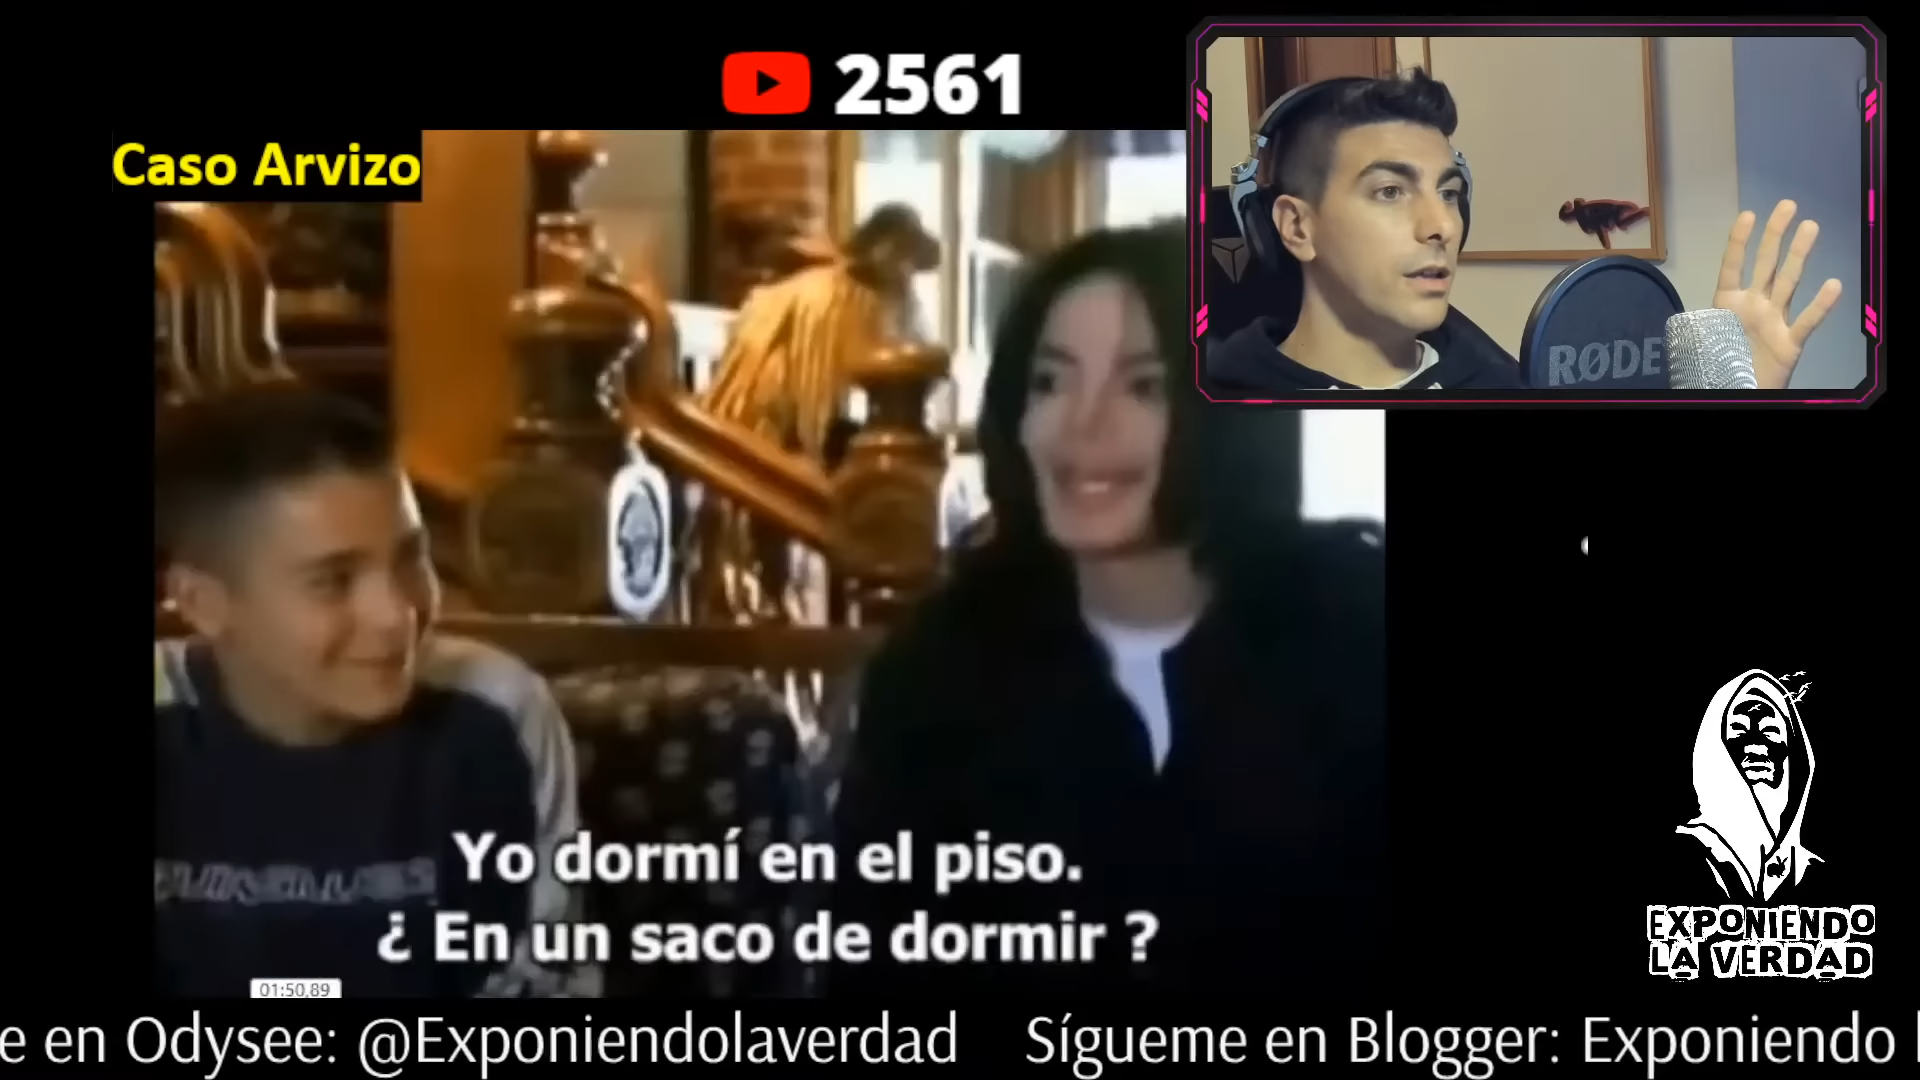 2561
Caso Arvizo
RØDE
Yo dormí en el piso.
¿ En un saco de dormir ?
01:50,89
EXPONIENDO
LA VERDAD
e en Odysee: @Exponiendolaverdad Sígueme en Blogger: Exponiendo